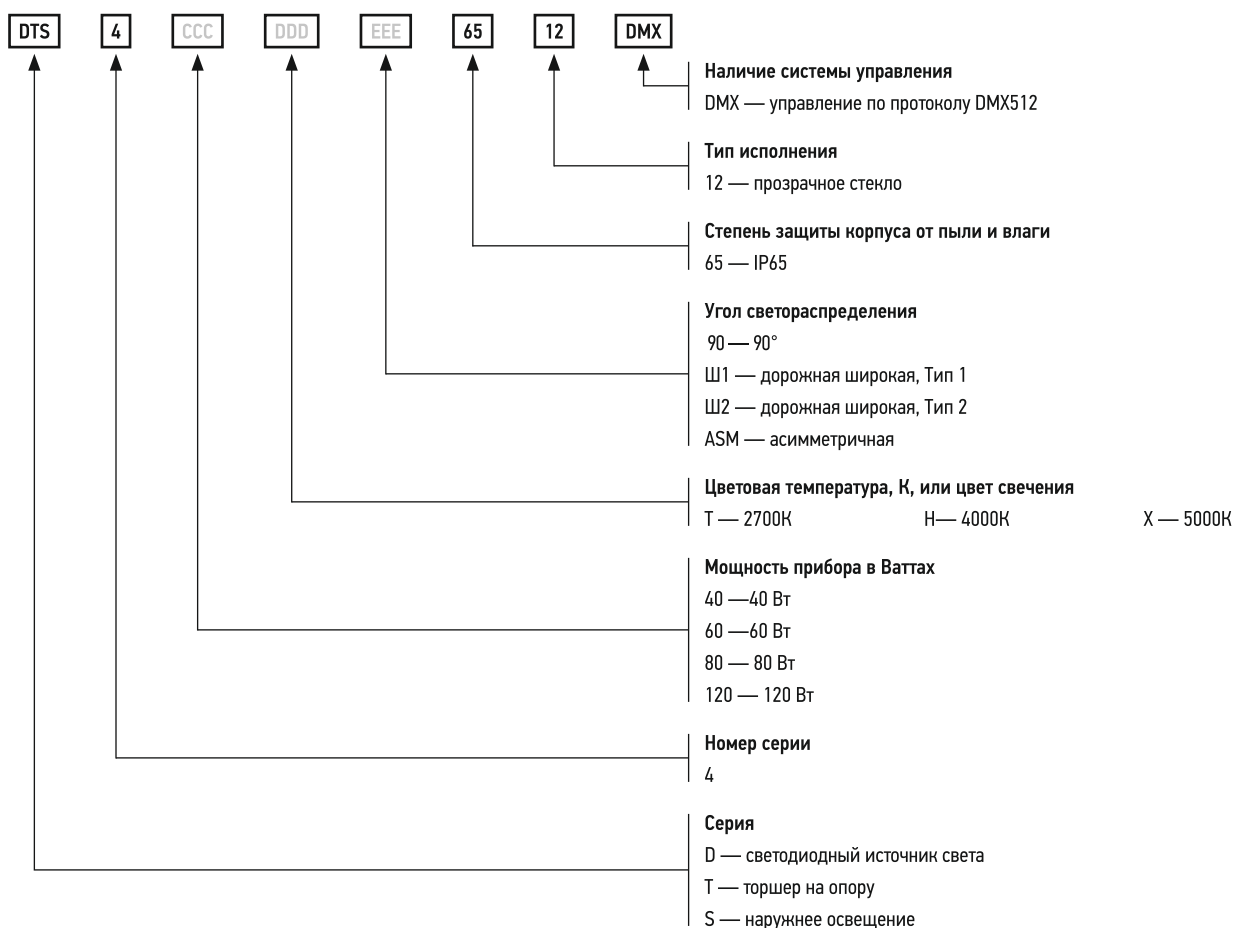 DTS 4 CCC DDD EEE 65 12 DMX
Наличие системы управления
DMX — управление по протоколу DMX512
Тип исполнения
12 — прозрачное стекло
Степень защиты корпуса от пыли и влаги
65 — IP65
Угол светораспределения
90 — 90°
Ш1 — дорожная широкая, Тип 1
Ш2 — дорожная широкая, Тип 2
ASM — асимметричная
Цветовая температура, К, или цвет свечения
Т — 2700К Н— 4000К Х — 5000К
Мощность прибора в Ваттах
40 —40 Вт
60 —60 Вт
80 — 80 Вт
120 — 120 Вт
Номер серии
4
Серия
D — светодиодный источник света
T — торшер на опору
S — наружнее освещение